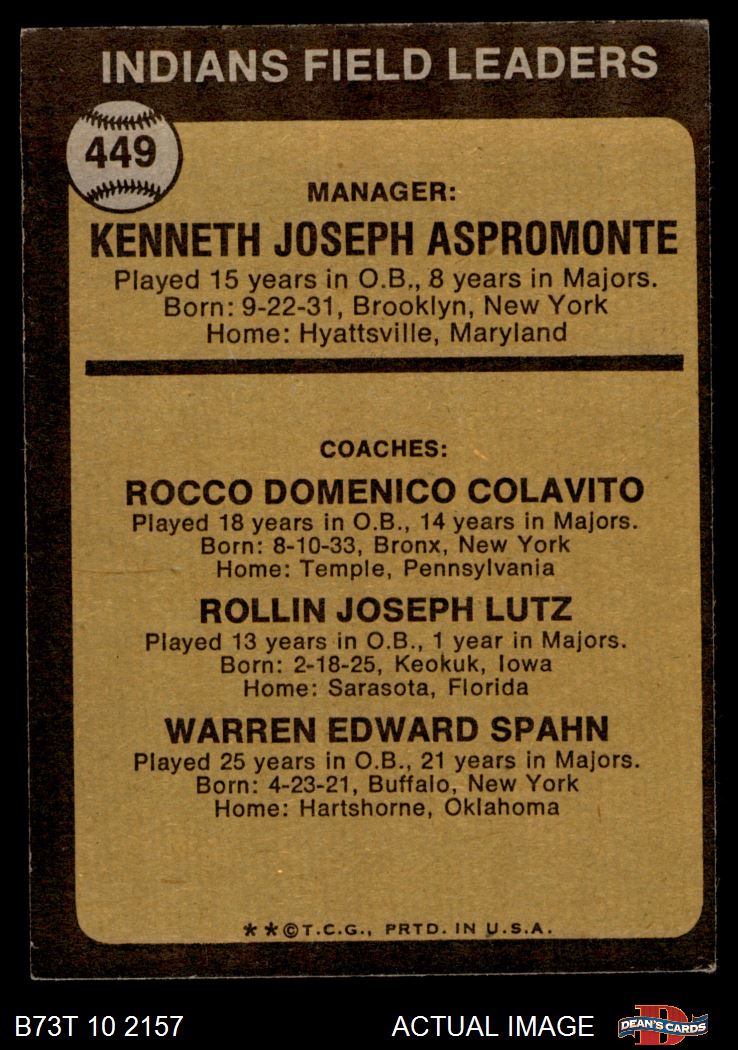 INDIANS FIELD LEADERS
449
MANAGER:
KENNETH JOSEPH ASPROMONTE
Played 15 years in O.B., 8 years in Majors.
Born: 9-22-31, Brooklyn, New York
Home: Hyattsville, Maryland
COACHES:
ROCCO DOMENICO COLAVITO
Played 18 years in O.B., 14 years in Majors.
Born: 8-10-33, Bronx, New York
Home: Temple, Pennsylvania
ROLLIN JOSEPH LUTZ
Played 13 years in O.B., 1 year in Majors.
Born: 2-18-25, Keokuk, Iowa
Home: Sarasota, Florida
WARREN EDWARD SPAHN
Played 25 years in O.B., 21 years in Majors.
Born: 4-23-21, Buffalo, New York
Home: Hartshorne, Oklahoma
★★©T.C.G., PRTD. IN U.S.A.
B73T 10 2157 ACTUAL IMAGE D DEAN'S CARDS